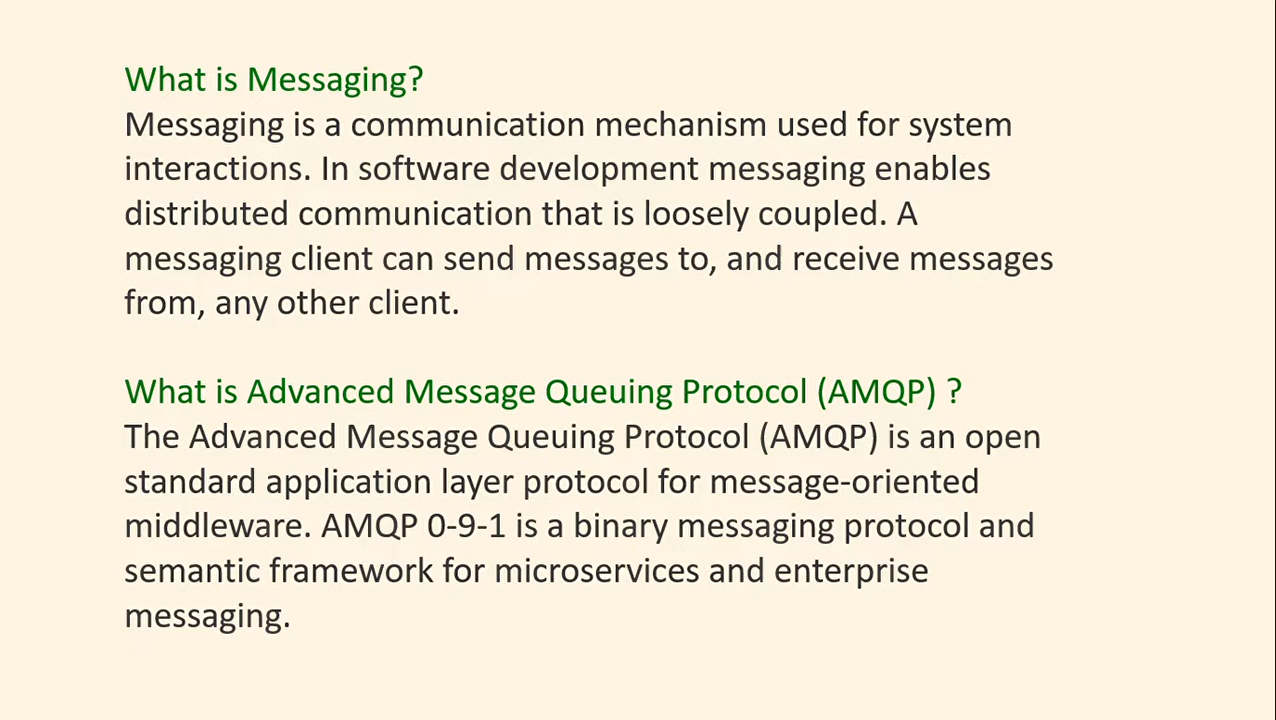 What is Messaging?
Messaging is a communication mechanism used for system
interactions. In software development messaging enables
distributed communication that is loosely coupled. A
messaging client can send messages to, and receive messages
from, any other client.
What is Advanced Message Queuing Protocol (AMQP) ?
The Advanced Message Queuing Protocol (AMQP) is an open
standard application layer protocol for message-oriented
middleware. AMQP 0-9-1 is a binary messaging protocol and
semantic framework for microservices and enterprise
messaging.